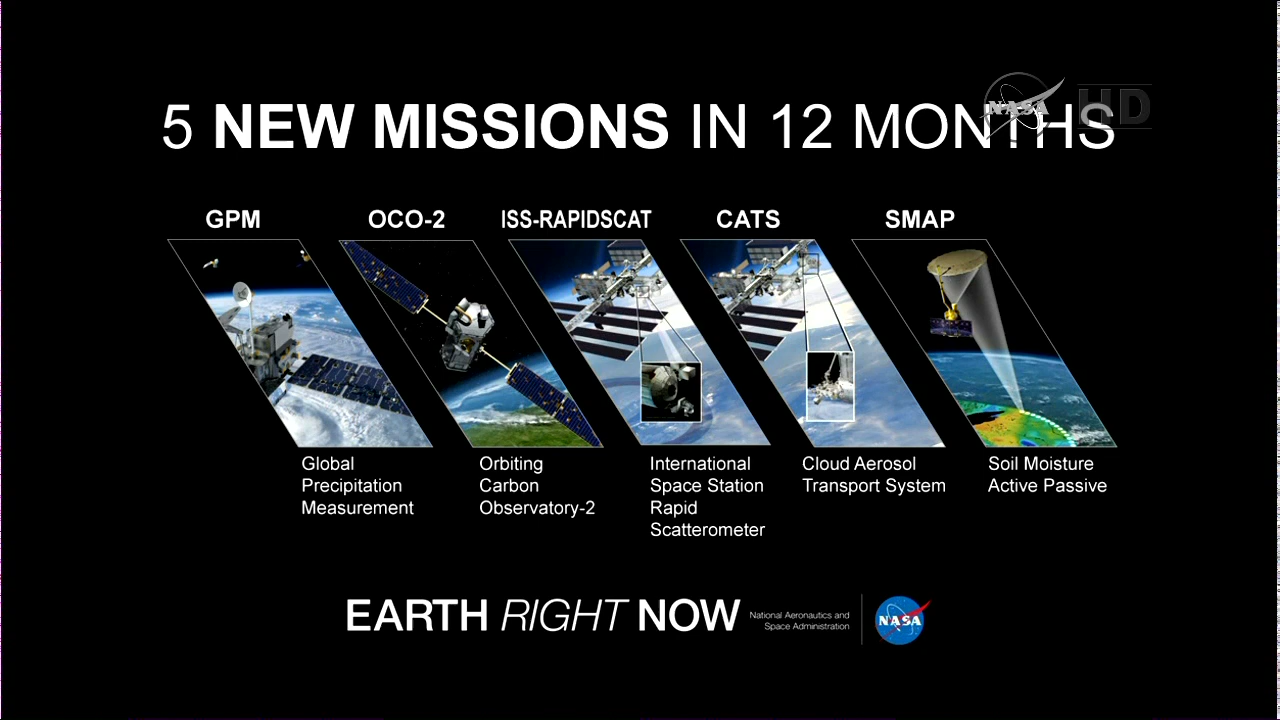 5 NEW MISSIONS IN 12 MONTHS
NASA HD
GPM
OCO-2
ISS-RAPIDSCAT
CATS
SMAP
Global
Precipitation
Measurement
Orbiting
Carbon
Observatory-2
International
Space Station
Rapid
Scatterometer
Cloud Aerosol
Transport System
Soil Moisture
Active Passive
EARTH RIGHT NOW
National Aeronautics and
Space Administration
NASA